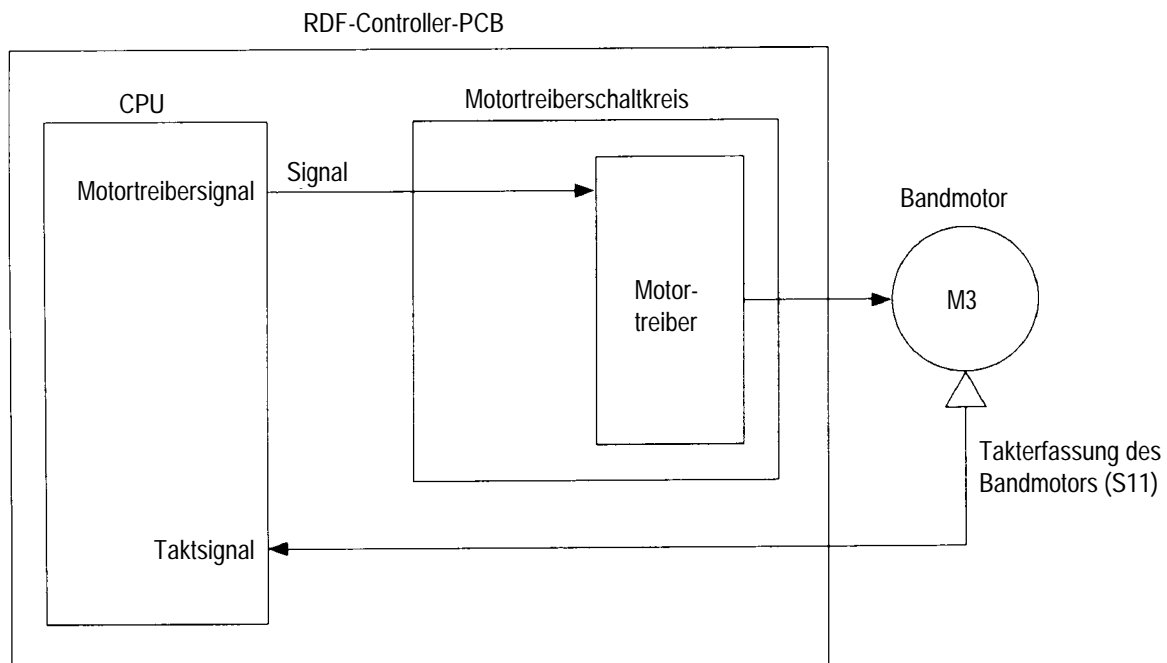 RDF-Controller-PCB
CPU
Motortreiberschaltkreis
Motortreibersignal
Signal
Bandmotor
Motor-
treiber
M3
Takterfassung des
Bandmotors (S11)
Taktsignal